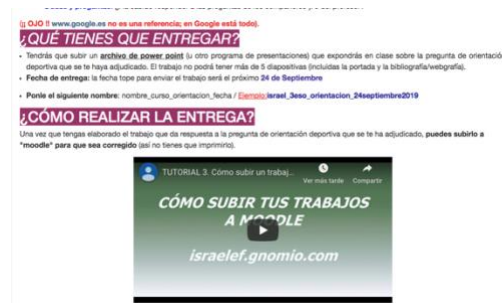 (¡¡ OJO !! www.google.es no es una referencia; en Google está todo).
¿QUÉ TIENES QUE ENTREGAR?
• Tendrás que subir un archivo de power point (u otro programa de presentaciones) que expondrás en clase sobre la pregunta de orientación
deportiva que se te haya adjudicado. El trabajo no podrá tener más de 5 diapositivas (incluidas la portada y la bibliografía/webgrafía).
• Fecha de entrega: la fecha tope para enviar el trabajo será el próximo 24 de Septiembre
• Ponle el siguiente nombre: nombre_curso_orientacion_fecha / Ejemplo:israel_3eso_orientacion_24septiembre2019
¿CÓMO REALIZAR LA ENTREGA?
Una vez que tengas elaborado el trabajo que da respuesta a la pregunta de orientación deportiva que se te ha adjudicado, puedes subirlo a
"moodle" para que sea corregido (así no tienes que imprimirlo).
TUTORIAL 3. Cómo subir un trabaj...
Ver más tarde
Compartir
CÓMO SUBIR TUS TRABAJOS
A MOODLE
israelef.gnomio.com